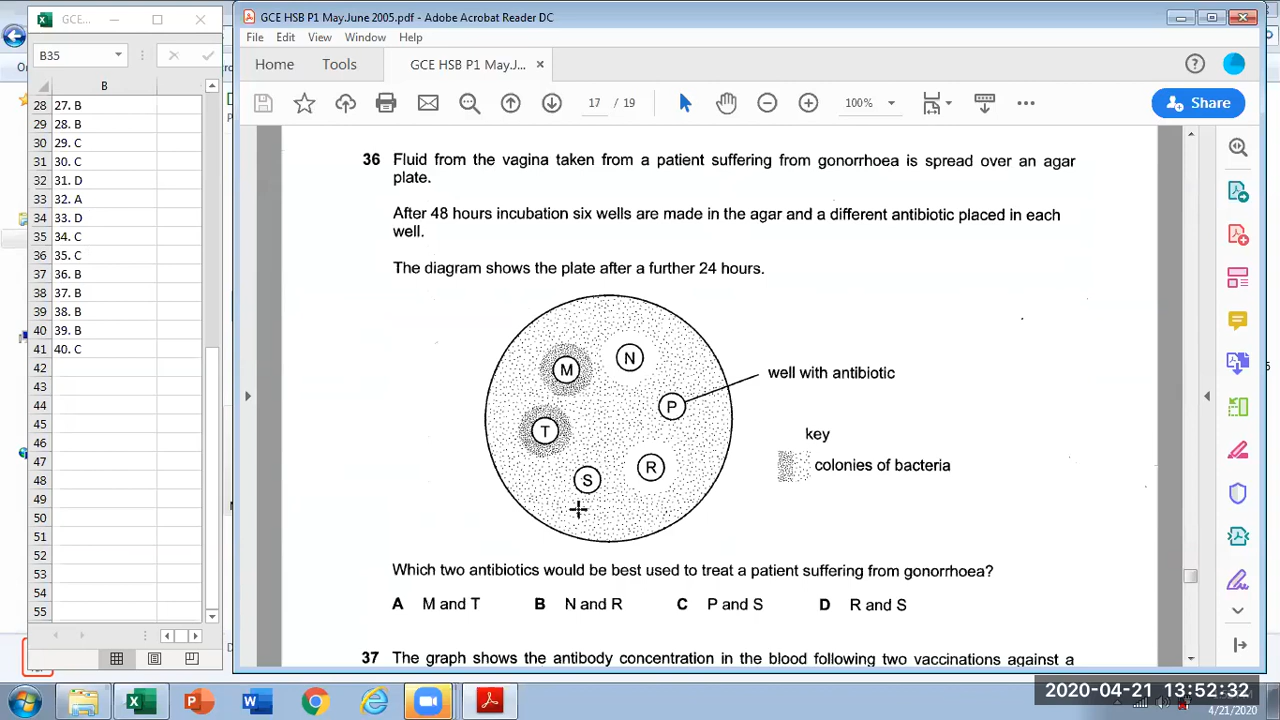 GCE...
GCE HSB P1 May.June 2005.pdf - Adobe Acrobat Reader DC
File Edit View Window Help
B35
Home Tools GCE HSB P1 May.J...
17 / 19
100%
Share
B
28 27. B
29 28. B
30 29. C
31 30. C
32 31. D
33 32. A
34 33. D
35 34. C
36 35. C
37 36. B
38 37. B
39 38. B
40 39. B
41 40. C
42
43
44
45
46
47
48
49
50
51
52
53
54
55
36 Fluid from the vagina taken from a patient suffering from gonorrhoea is spread over an agar
plate.
After 48 hours incubation six wells are made in the agar and a different antibiotic placed in each
well.
The diagram shows the plate after a further 24 hours.
M
N
P
T
R
S
well with antibiotic
key
colonies of bacteria
Which two antibiotics would be best used to treat a patient suffering from gonorrhoea?
A M and T B N and R C P and S D R and S
37 The graph shows the antibody concentration in the blood following two vaccinations against a
2020-04-21 13:52:32
4/21/2020